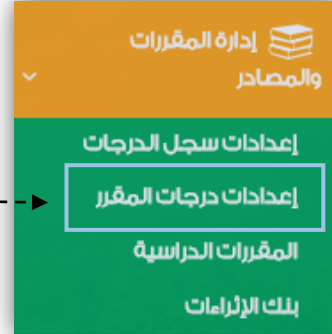 إدارة المقررات
والمصادر
إعدادات سجل الدرجات
إعدادات درجات المقرر
المقررات الدراسية
بنك الإثراءات